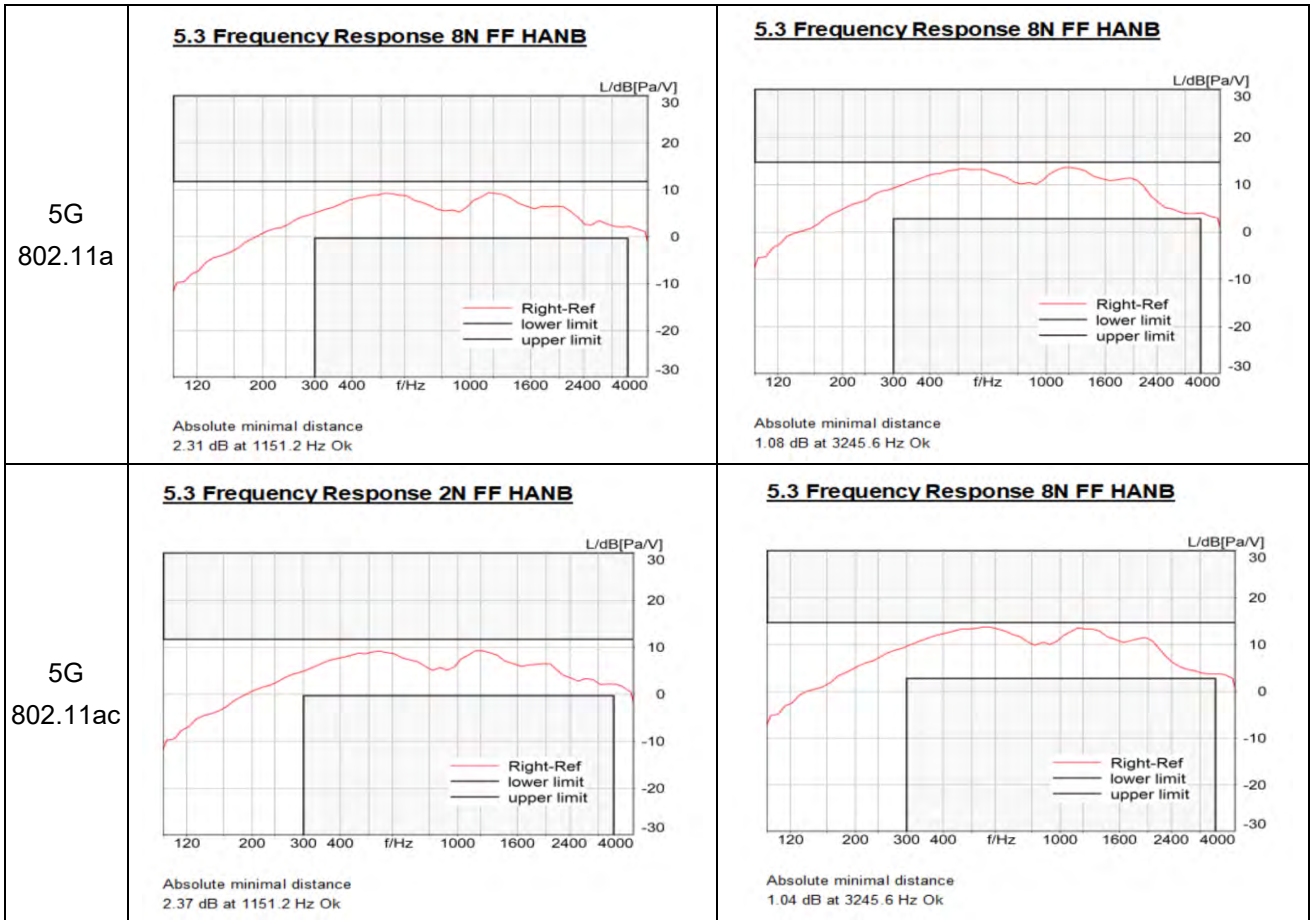 5G
802.11a
5.3 Frequency Response 8N FF HANB
L/dB[Pa/V]
30
20
10
0
-10
-20
-30
Right-Ref
lower limit
upper limit
120 200 300 400 f/Hz 1000 1600 2400 4000
Absolute minimal distance
2.31 dB at 1151.2 Hz Ok
5.3 Frequency Response 8N FF HANB
L/dB[Pa/V]
30
20
10
0
-10
-20
-30
Right-Ref
lower limit
upper limit
120 200 300 400 f/Hz 1000 1600 2400 4000
Absolute minimal distance
1.08 dB at 3245.6 Hz Ok
5G
802.11ac
5.3 Frequency Response 2N FF HANB
L/dB[Pa/V]
30
20
10
0
-10
-20
-30
Right-Ref
lower limit
upper limit
120 200 300 400 f/Hz 1000 1600 2400 4000
Absolute minimal distance
2.37 dB at 1151.2 Hz Ok
5.3 Frequency Response 8N FF HANB
L/dB[Pa/V]
30
20
10
0
-10
-20
-30
Right-Ref
lower limit
upper limit
120 200 300 400 f/Hz 1000 1600 2400 4000
Absolute minimal distance
1.04 dB at 3245.6 Hz Ok